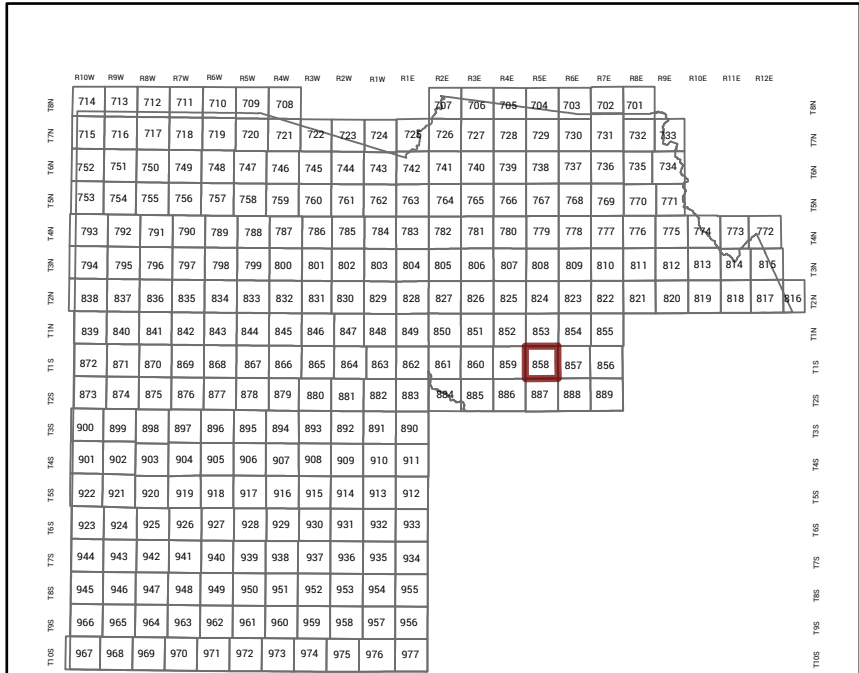 R10W R9W R8W R7W R6W R5W R4W R3W R2W R1W R1E R2E R3E R4E R5E R6E R7E R8E R9E R10E R11E R12E
T8N 714 713 712 711 710 709 708 707 706 705 704 703 702 701 T8N
T7N 715 716 717 718 719 720 721 722 723 724 725 726 727 728 729 730 731 732 733 T7N
T6N 752 751 750 749 748 747 746 745 744 743 742 741 740 739 738 737 736 735 734 T6N
T5N 753 754 755 756 757 758 759 760 761 762 763 764 765 766 767 768 769 770 771 T5N
T4N 793 792 791 790 789 788 787 786 785 784 783 782 781 780 779 778 777 776 775 774 773 772 T4N
T3N 794 795 796 797 798 799 800 801 802 803 804 805 806 807 808 809 810 811 812 813 814 815 T3N
T2N 838 837 836 835 834 833 832 831 830 829 828 827 826 825 824 823 822 821 820 819 818 817 816 T2N
T1N 839 840 841 842 843 844 845 846 847 848 849 850 851 852 853 854 855 T1N
T1S 872 871 870 869 868 867 866 865 864 863 862 861 860 859 858 857 856 T1S
T2S 873 874 875 876 877 878 879 880 881 882 883 884 885 886 887 888 889 T2S
T3S 900 899 898 897 896 895 894 893 892 891 890 T3S
T4S 901 902 903 904 905 906 907 908 909 910 911 T4S
T5S 922 921 920 919 918 917 916 915 914 913 912 T5S
T6S 923 924 925 926 927 928 929 930 931 932 933 T6S
T7S 944 943 942 941 940 939 938 937 936 935 934 T7S
T8S 945 946 947 948 949 950 951 952 953 954 955 T8S
T9S 966 965 964 963 962 961 960 959 958 957 956 T9S
T10S 967 968 969 970 971 972 973 974 975 976 977 T10S